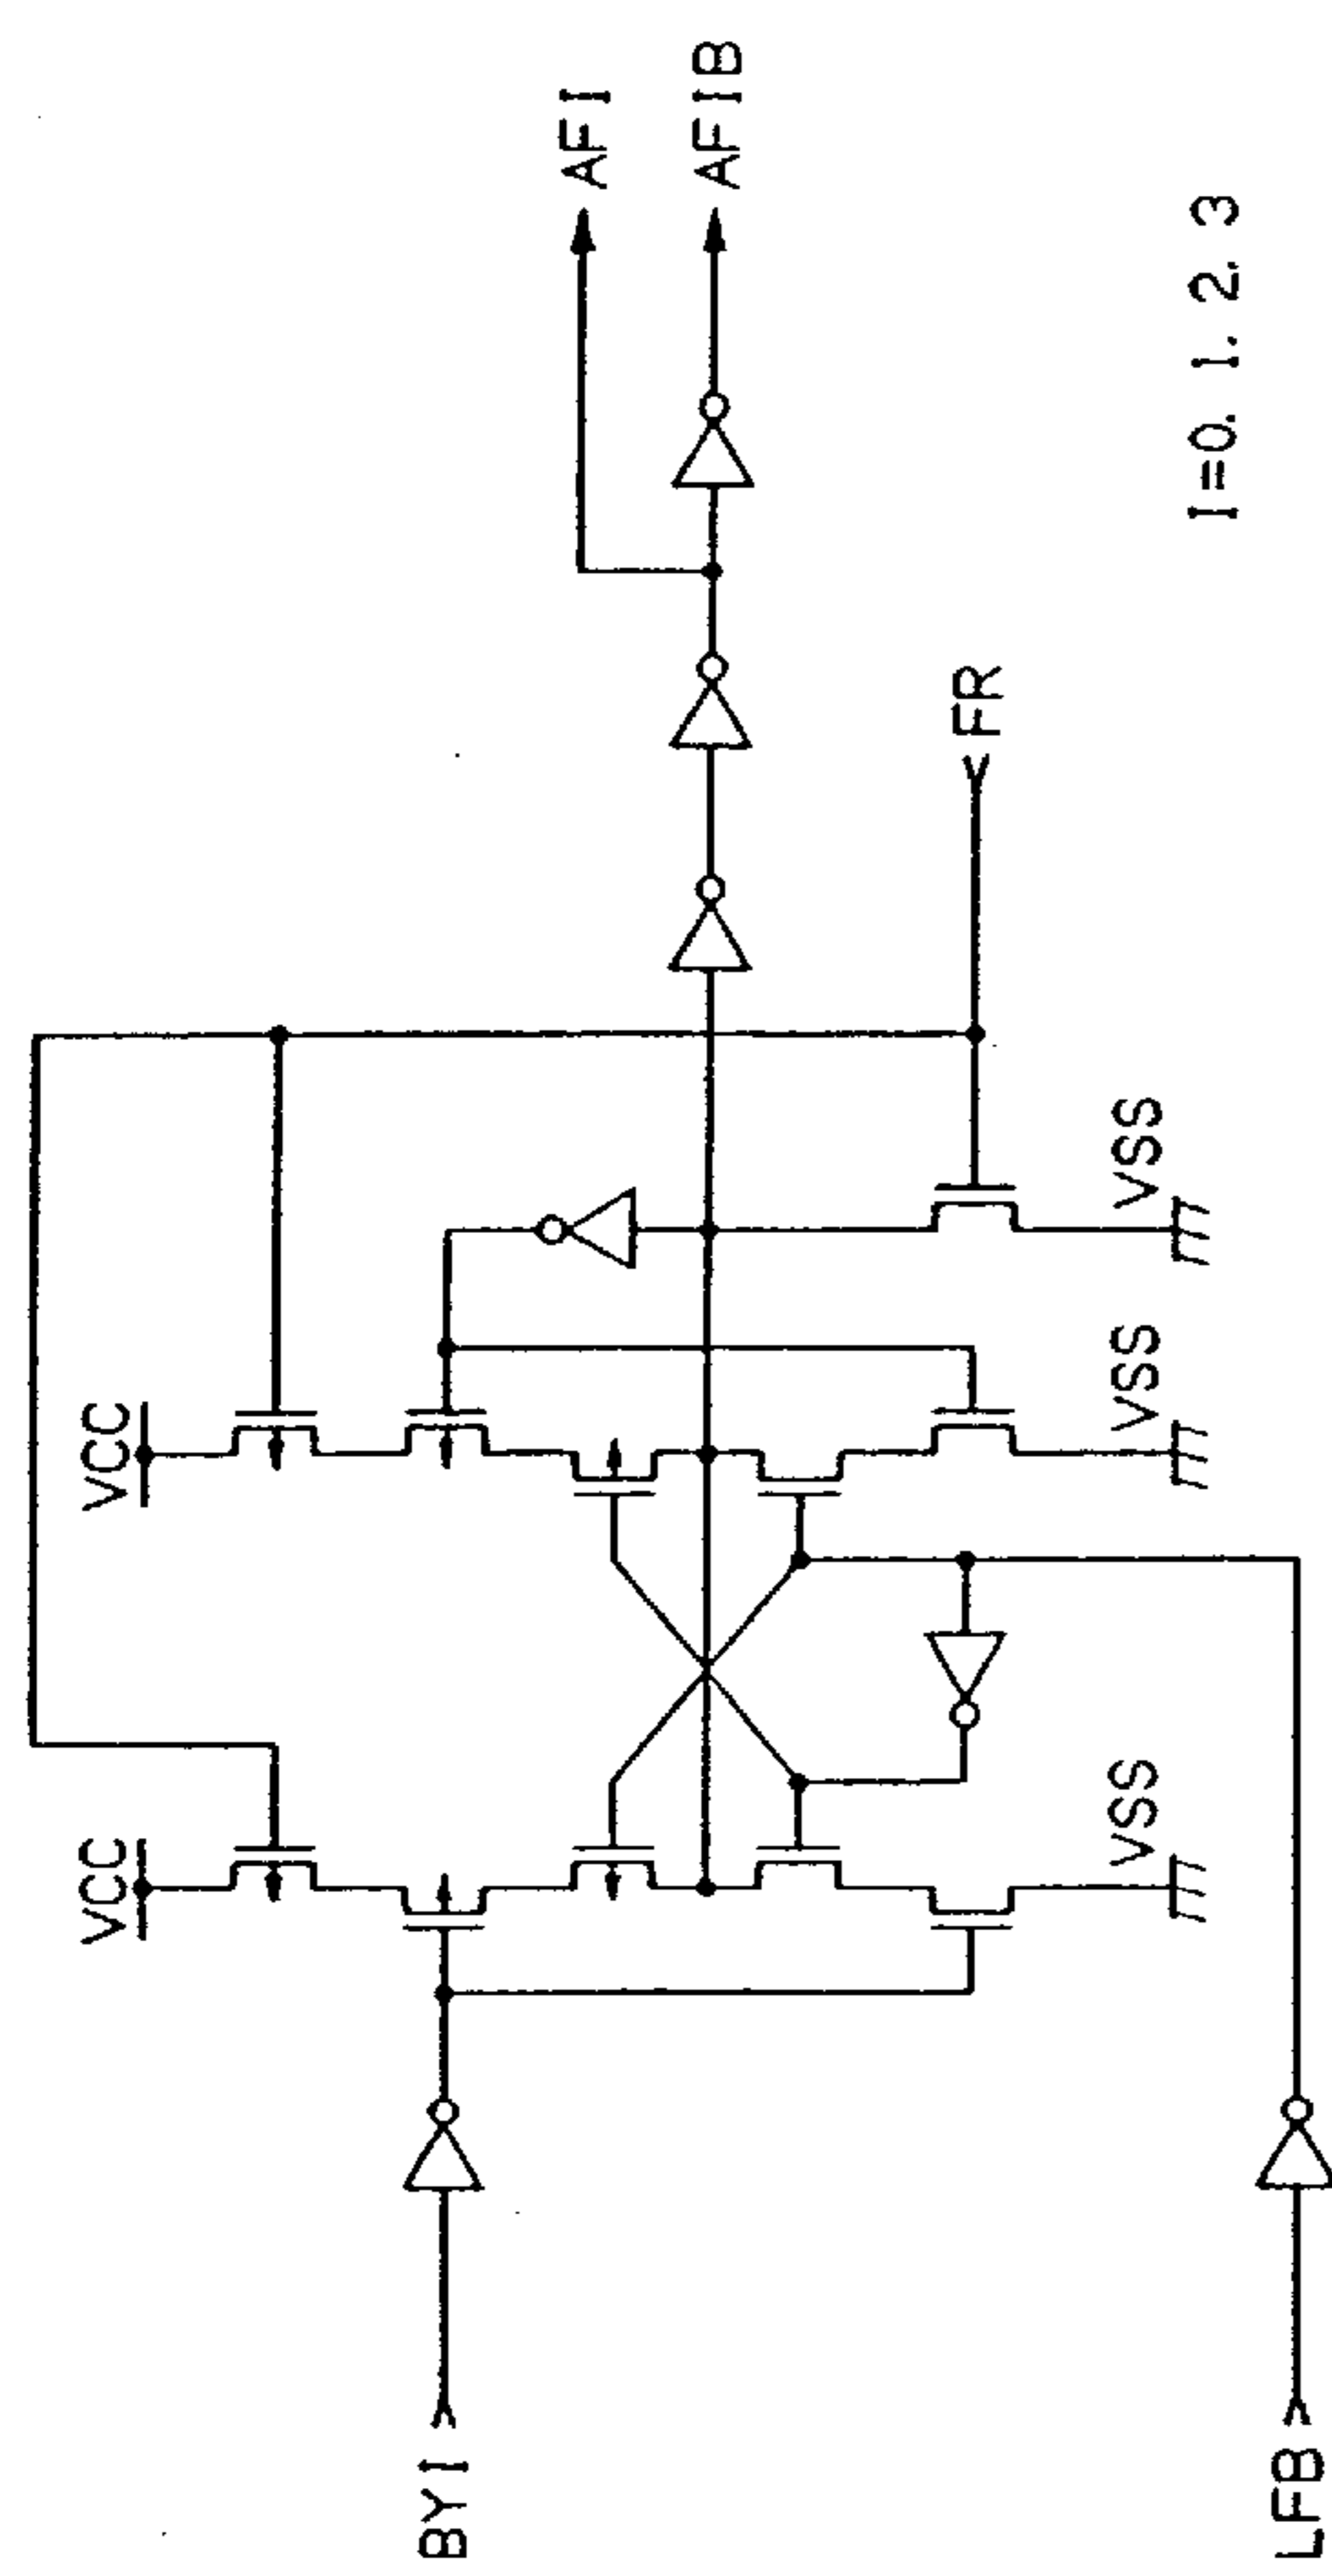 AFI
AFIB
I=0. 1. 2. 3
FR
VCC
VSS
VSS
VCC
VSS
BYI
LFB